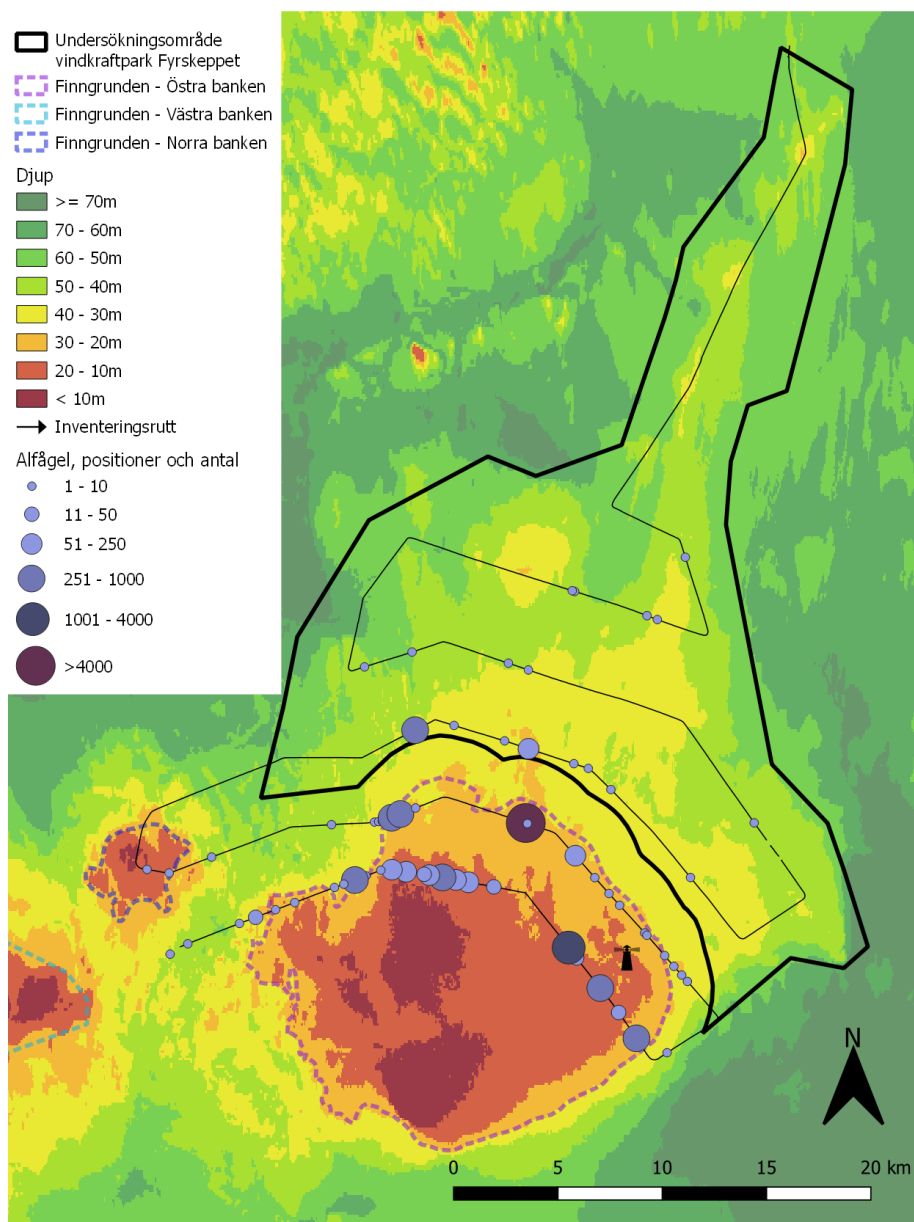 Undersökningsområde
vindkraftpark Fyrskeppet
Finngrunden - Östra banken
Finngrunden - Västra banken
Finngrunden - Norra banken
Djup
>= 70m
70 - 60m
60 - 50m
50 - 40m
40 - 30m
30 - 20m
20 - 10m
< 10m
Inventeringsrutt
Alfågel, positioner och antal
1 - 10
11 - 50
51 - 250
251 - 1000
1001 - 4000
>4000
N
0 5 10 15 20 km